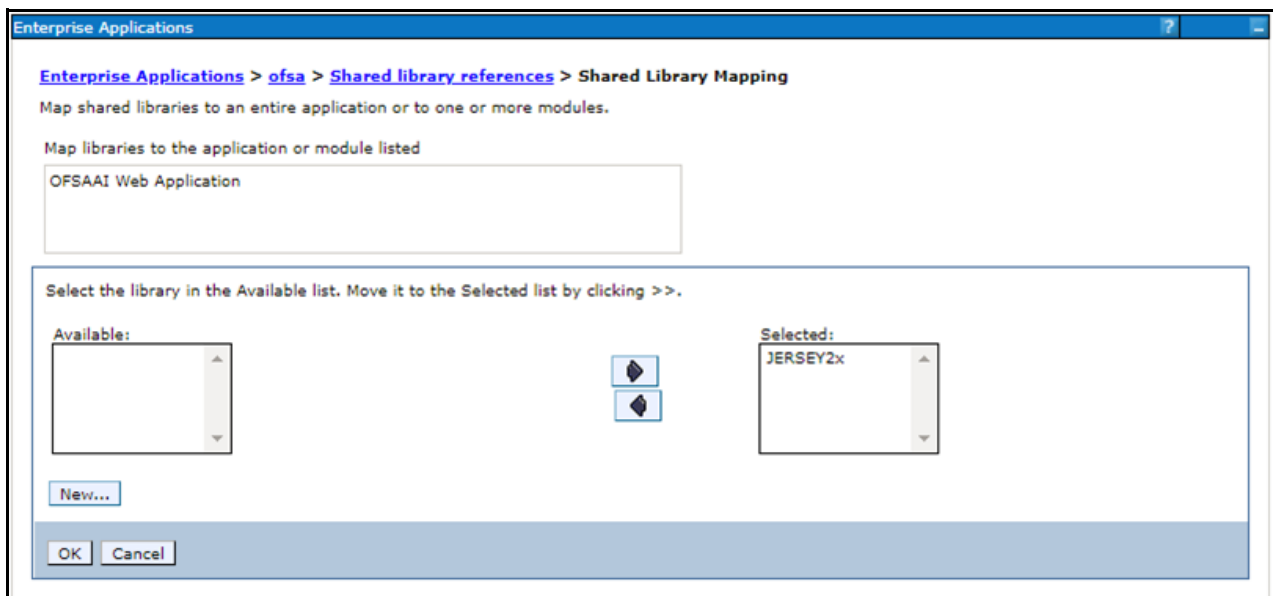 Enterprise Applications ? –
Enterprise Applications > ofsa > Shared library references > Shared Library Mapping
Map shared libraries to an entire application or to one or more modules.
Map libraries to the application or module listed
OFSAAI Web Application
Select the library in the Available list. Move it to the Selected list by clicking >>.
Available: Selected:
JERSEY2x
New...
OK Cancel